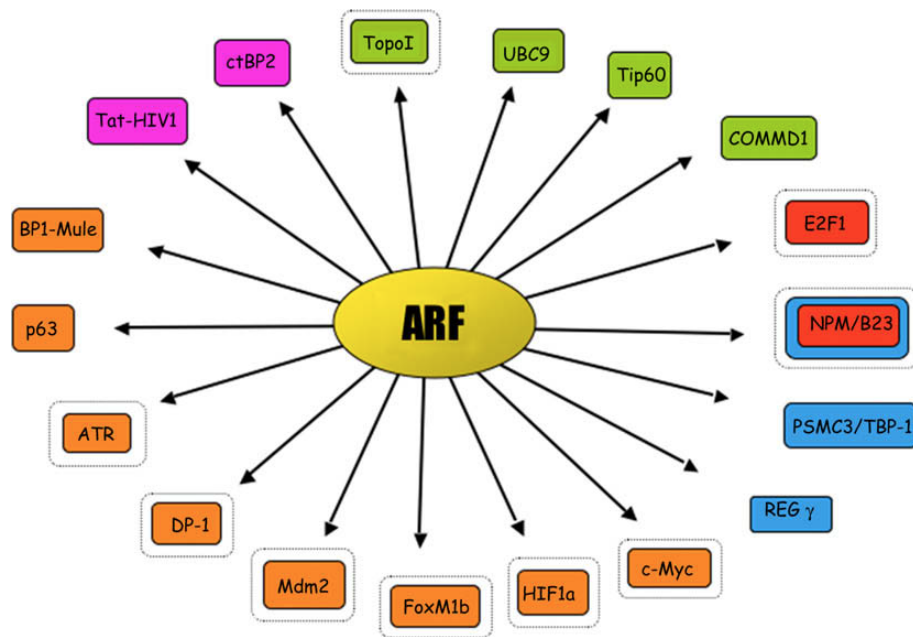 TopoI
ctBP2
UBC9
Tip60
Tat-HIV1
COMMD1
BP1-Mule
E2F1
p63
ARF
NPM/B23
ATR
PSMC3/TBP-1
DP-1
REG γ
Mdm2
FoxM1b
HIF1a
c-Myc